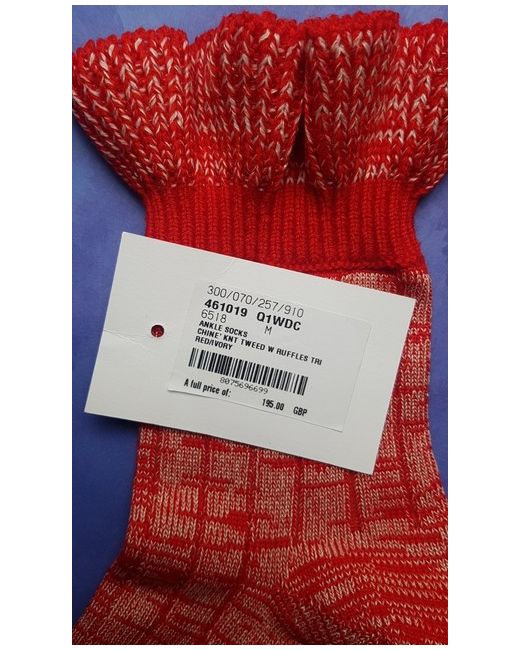 300/070/257/910
461019 Q1WDC
6518 M
ANKLE SOCKS
CHINE' KNT TWEED W RUFFLES TRI
RED/IVORY
8075696699
A full price of: 195.00 GBP